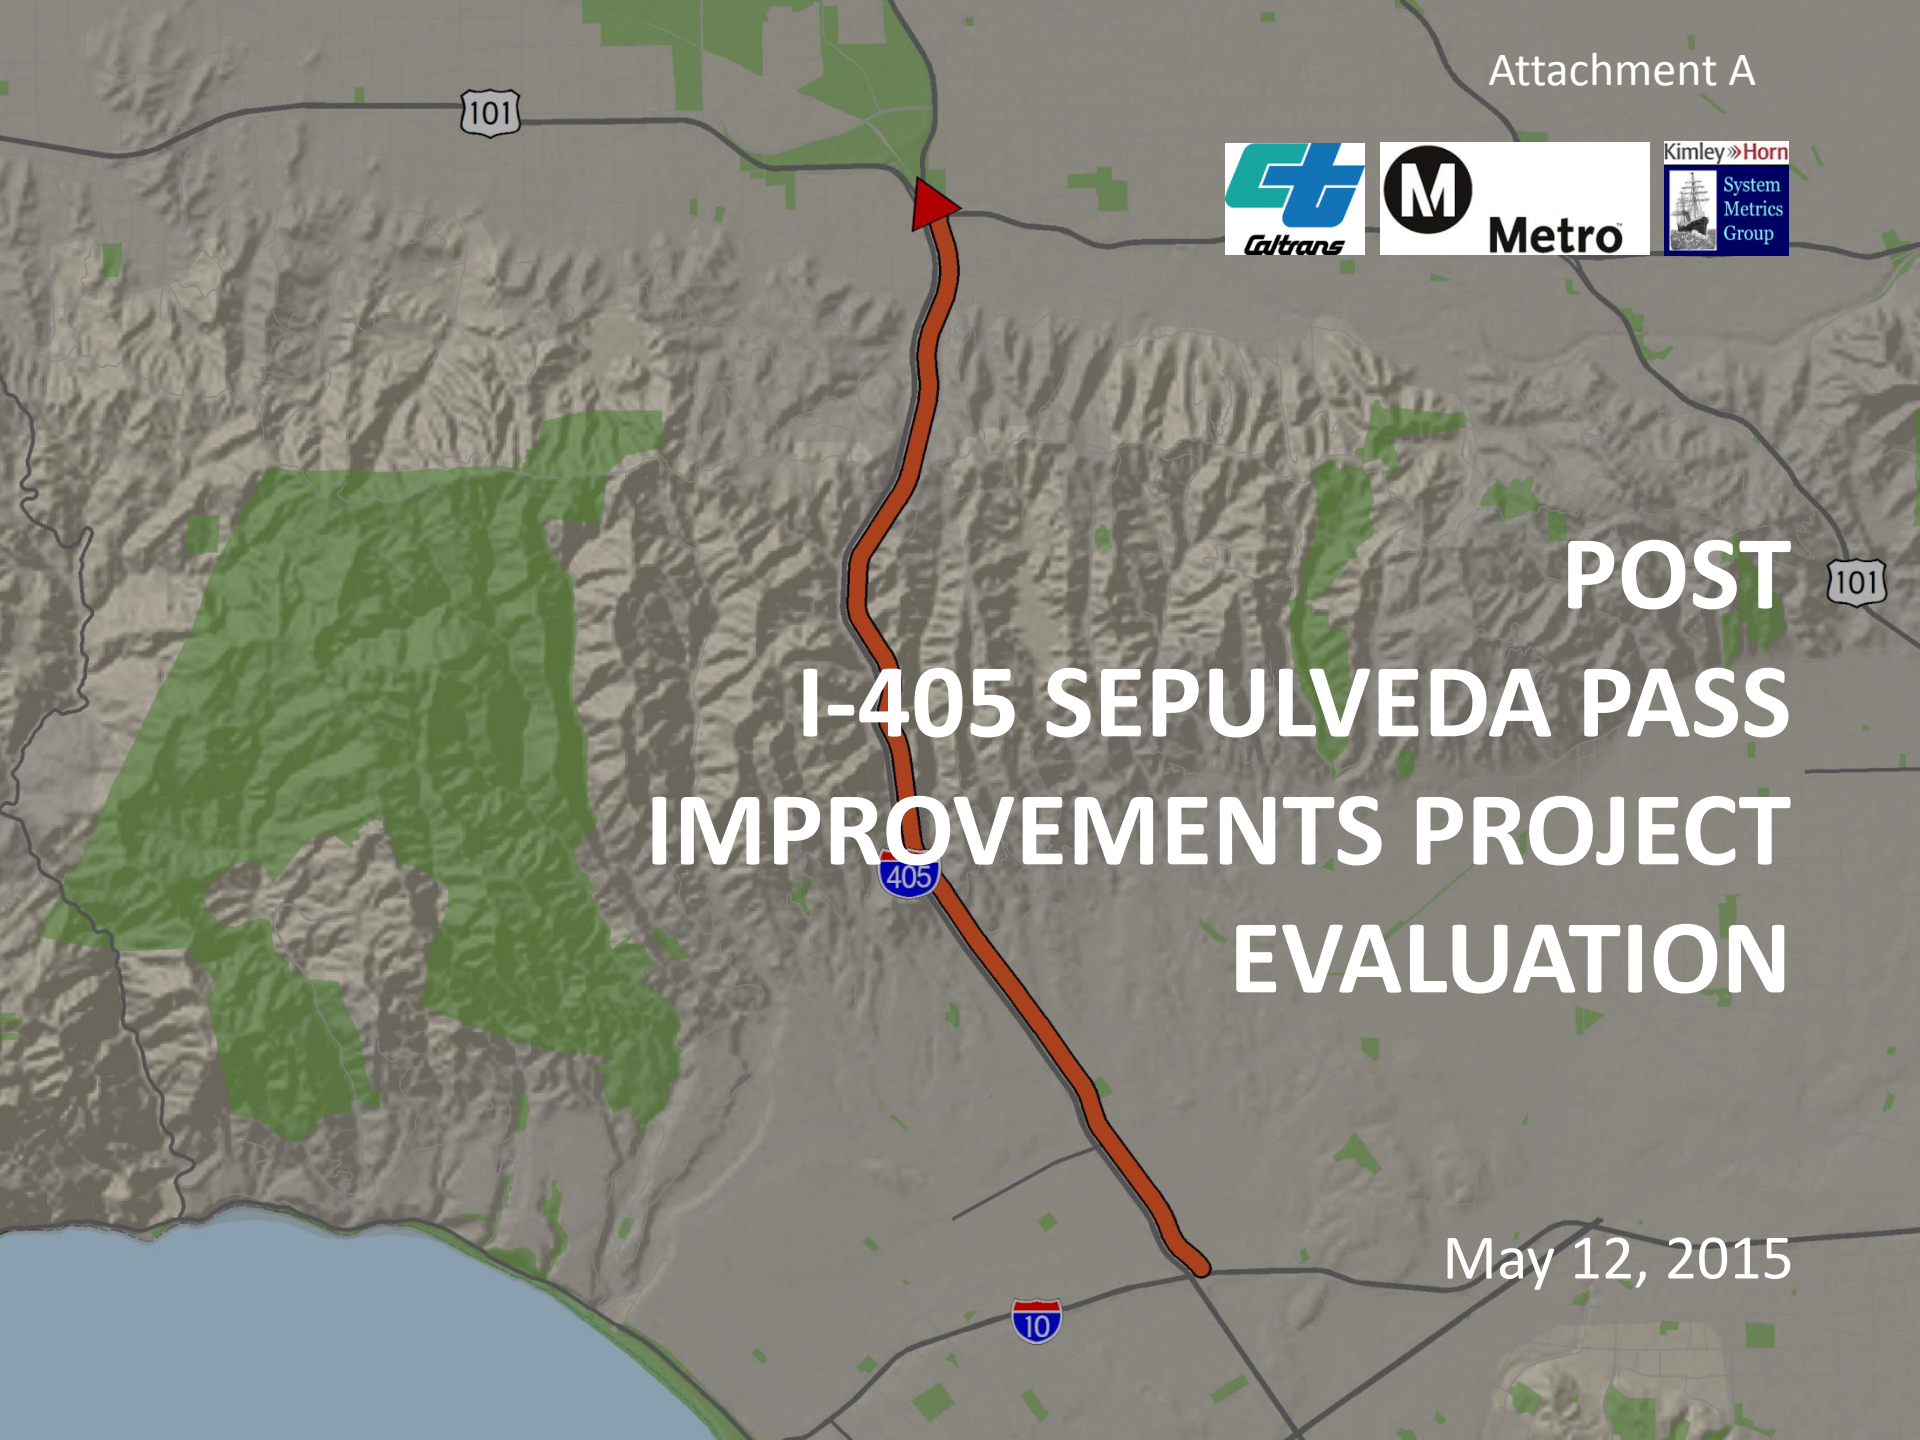 Attachment A
101
Caltrans
M
Metro
Kimley»Horn
System
Metrics
Group
POST
101
I-405 SEPULVEDA PASS
IMPROVEMENTS PROJECT
405
EVALUATION
May 12, 2015
10